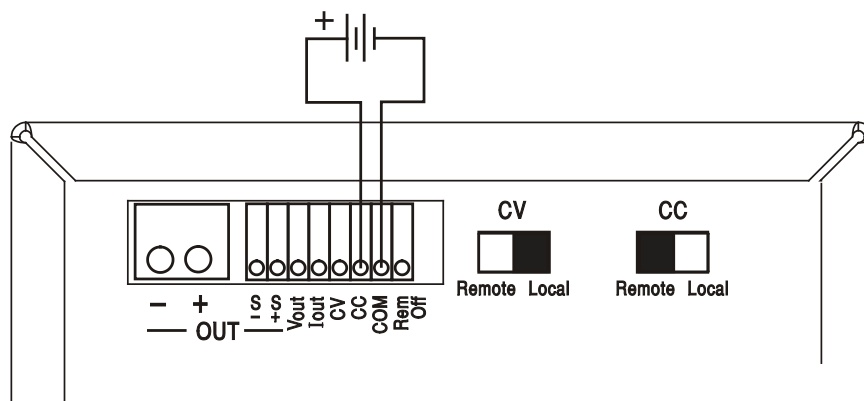 +
CV
CC
Remote Local
Remote Local
- +
OUT
S -
S +
Vout
Iout
CV
CC
COM
Rem Off